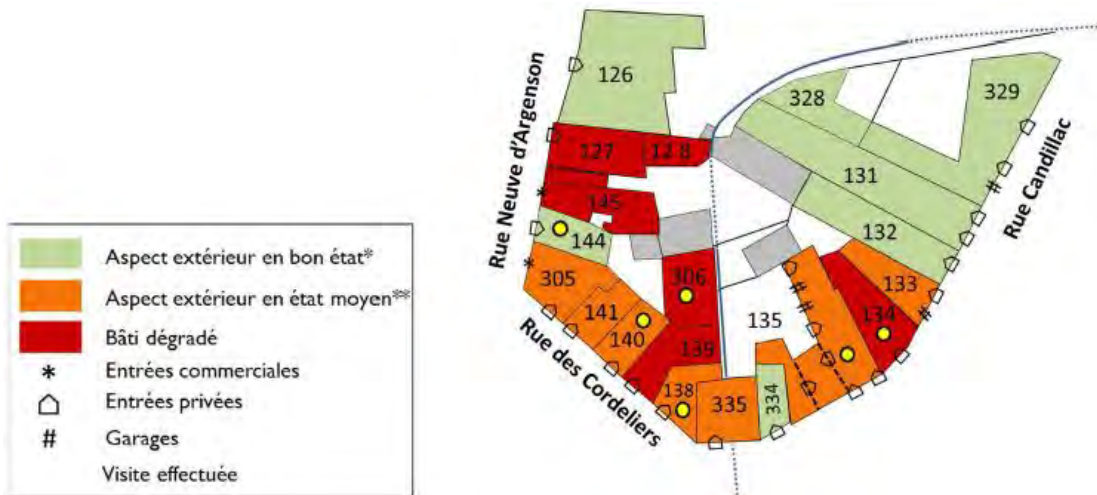 126
328
329
Rue Neuve d'Argenson
127
12 8
131
Rue Candillac
145
132
144
Aspect extérieur en bon état*
305
306
133
Aspect extérieur en état moyen**
141
134
140
135
Bâti dégradé
139
* Entrées commerciales
Rue des Cordeliers
Entrées privées
138
335
334
# Garages
Visite effectuée